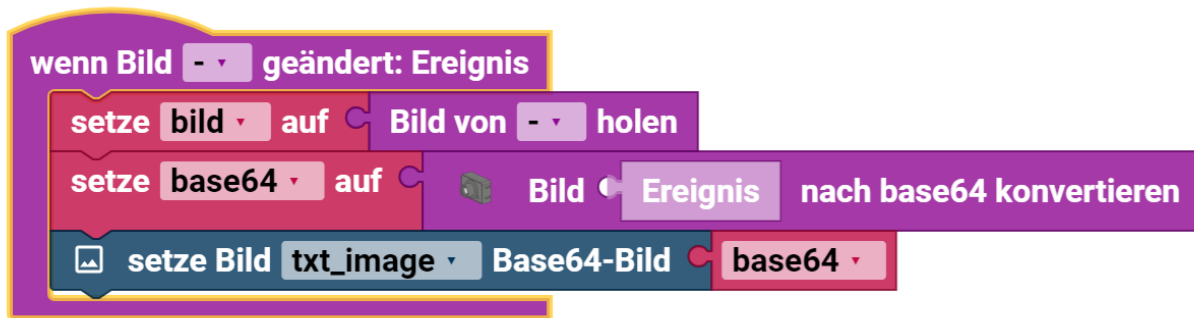 wenn Bild - geändert: Ereignis
setze bild auf Bild von - holen
setze base64 auf Bild Ereignis nach base64 konvertieren
setze Bild txt_image Base64-Bild base64